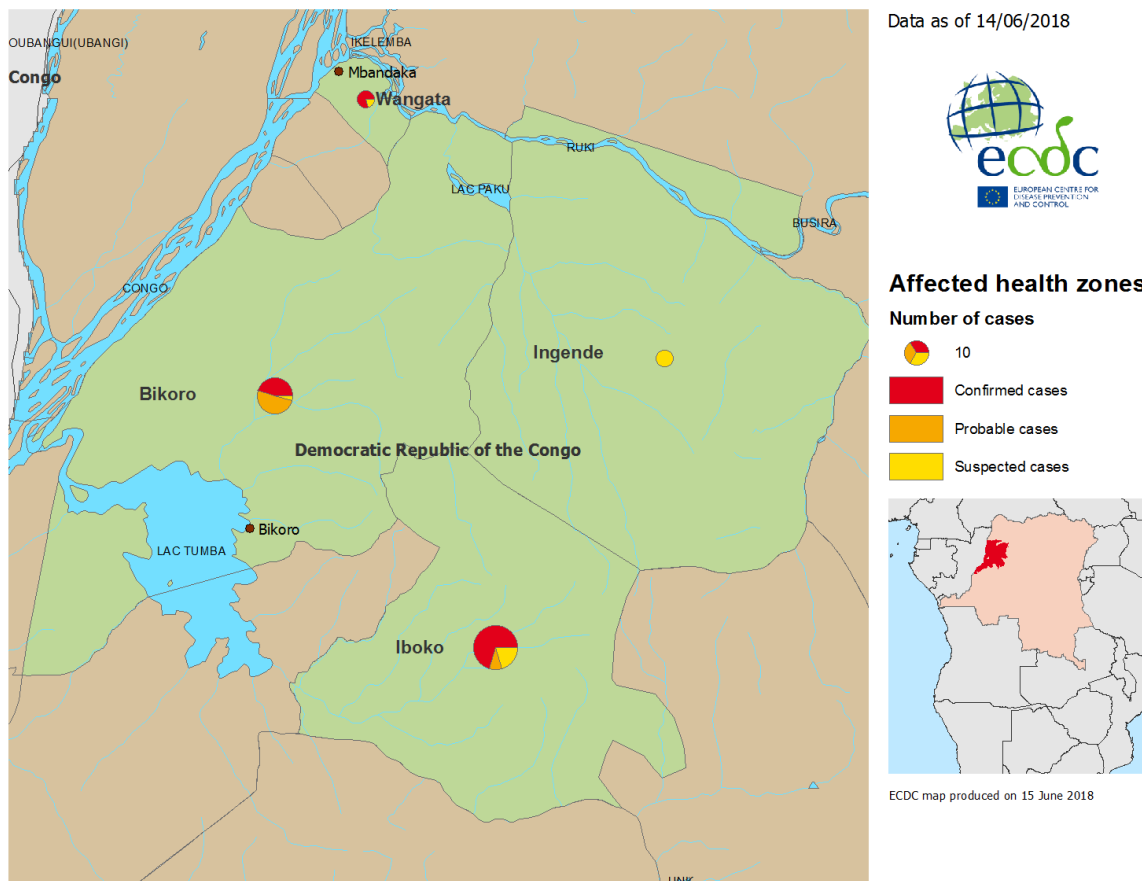 Data as of 14/06/2018
OUBANGUI(UBANGI)
IKELEMBA
Congo
Mbandaka
Wangata
RUKI
LAC PAKU
BUSIRA
CONGO
Ingende
Bikoro
Democratic Republic of the Congo
Bikoro
LAC TUMBA
Iboko
ecdc
EUROPEAN CENTRE FOR
DISEASE PREVENTION
AND CONTROL
Affected health zones
Number of cases
10
Confirmed cases
Probable cases
Suspected cases
ECDC map produced on 15 June 2018